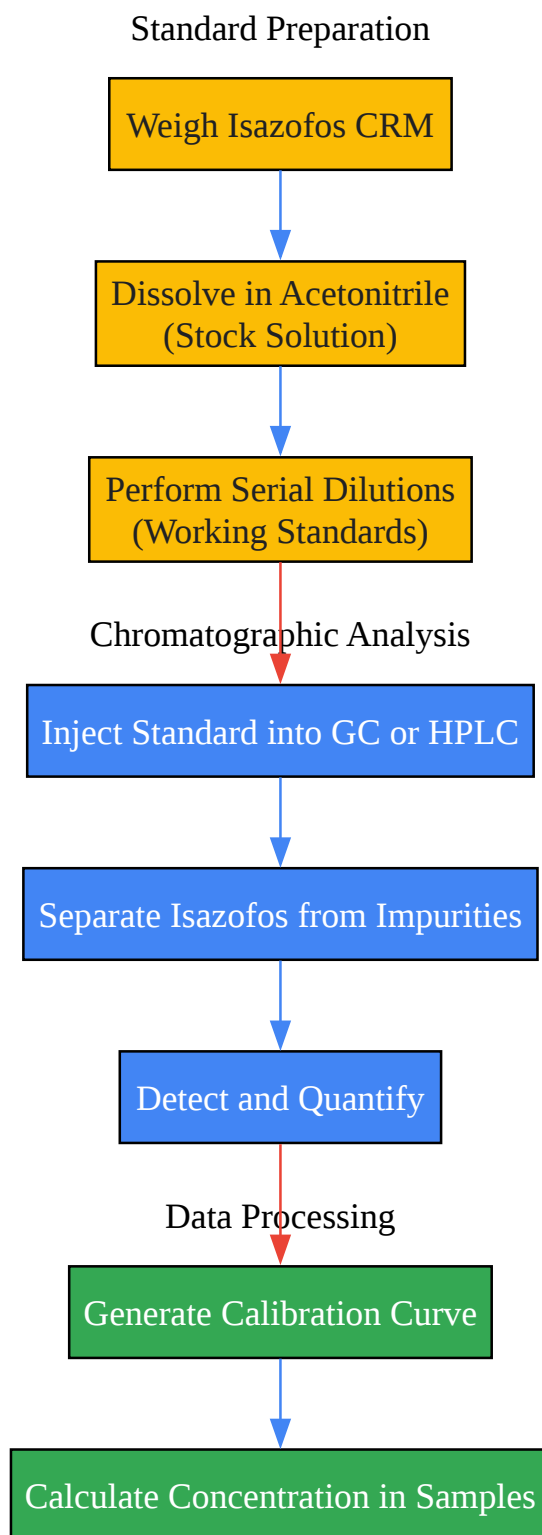 Standard Preparation
Weigh Isazofos CRM
Dissolve in Acetonitrile
(Stock Solution)
Perform Serial Dilutions
(Working Standards)
Chromatographic Analysis
Inject Standard into GC or HPLC
Separate Isazofos from Impurities
Detect and Quantify
Data Processing
Generate Calibration Curve
Calculate Concentration in Samples